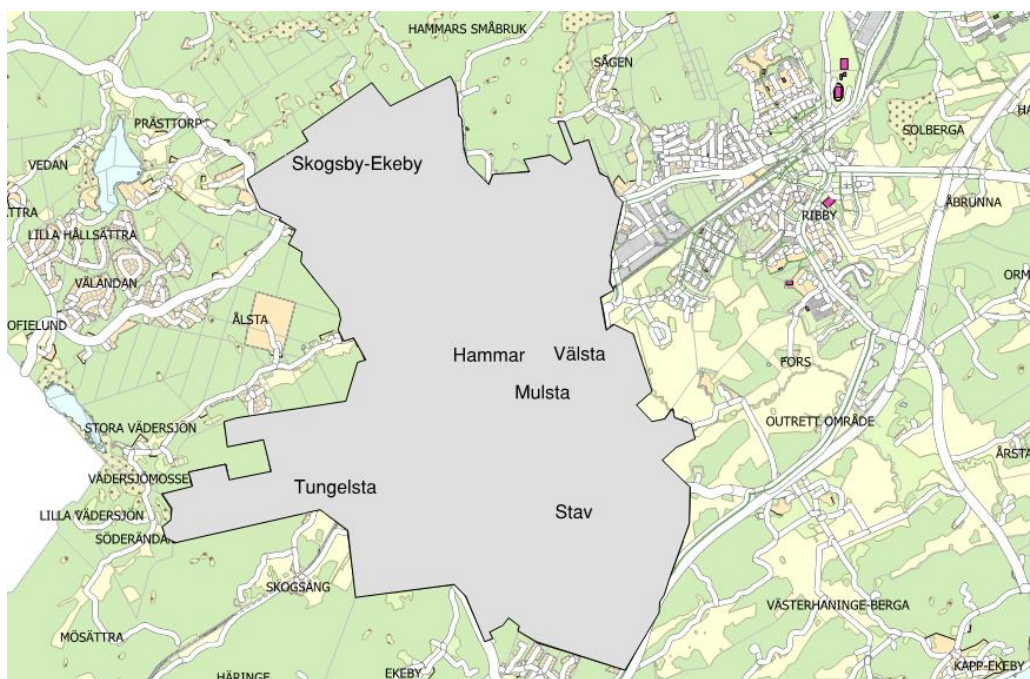 HAMMARS SMÅBRUK
SÅGEN
PRÄSTTORP
SOLBERGA
VEDAN
Skogsby-Ekeby
ÅBRUNNA
RIBBY
LILLA HÅLLSÄTTRA
VÄLANDAN
OFIELUND
ÅLSTA
Hammar
Välsta
FORS
Mulsta
OUTRETT OMRÅDE
STORA VÄDERSJÖN
ÅRSTA
VÄDERSJÖMOSSE
Tungelsta
Stav
LILLA VÄDERSJÖN
SÖDERÄNDA
SKOGSÄNG
VÄSTERHANINGE-BERGA
MÖSÄTTRA
HÄRINGE
EKEBY
KAPP-EKEBY